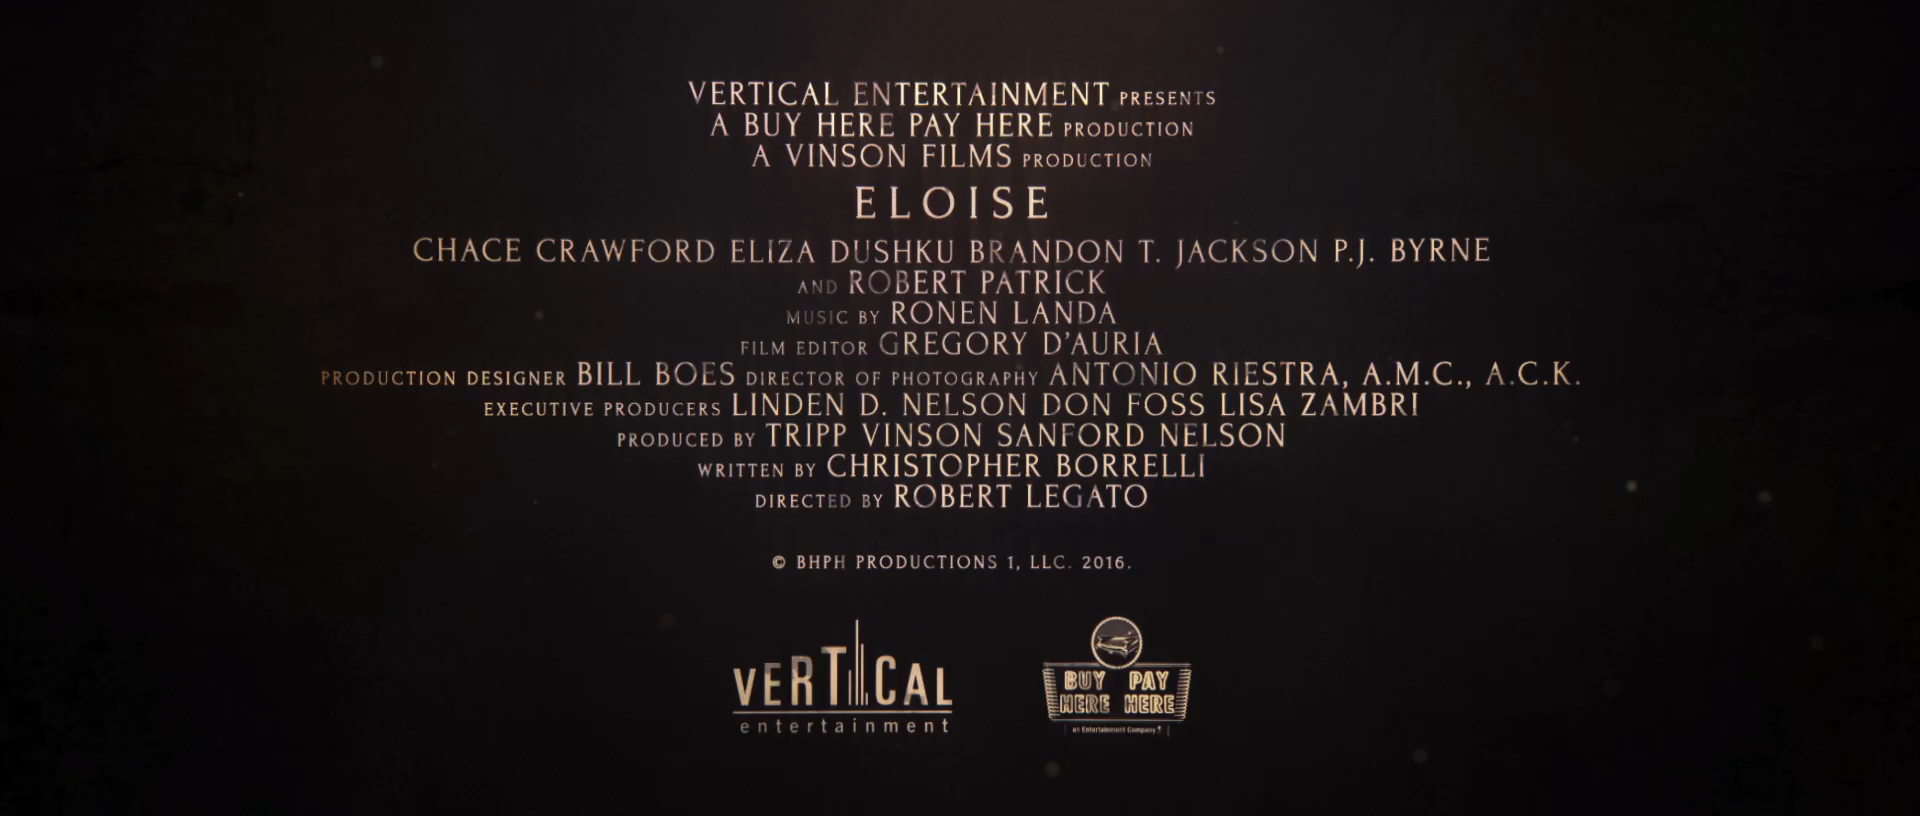 VERTICAL ENTERTAINMENT PRESENTS
A BUY HERE PAY HERE PRODUCTION
A VINSON FILMS PRODUCTION
ELOISE
CHACE CRAWFORD ELIZA DUSHKU BRANDON T. JACKSON P.J. BYRNE
AND ROBERT PATRICK
MUSIC BY RONEN LANDA
FILM EDITOR GREGORY D'AURIA
PRODUCTION DESIGNER BILL BOES DIRECTOR OF PHOTOGRAPHY ANTONIO RIESTRA, A.M.C., A.C.K.
EXECUTIVE PRODUCERS LINDEN D. NELSON DON FOSS LISA ZAMBRI
PRODUCED BY TRIPP VINSON SANFORD NELSON
WRITTEN BY CHRISTOPHER BORRELLI
DIRECTED BY ROBERT LEGATO
© BHPH PRODUCTIONS 1, LLC. 2016.
VERTICAL
entertainment
BUY PAY
HERE HERE
an Entertainment Company